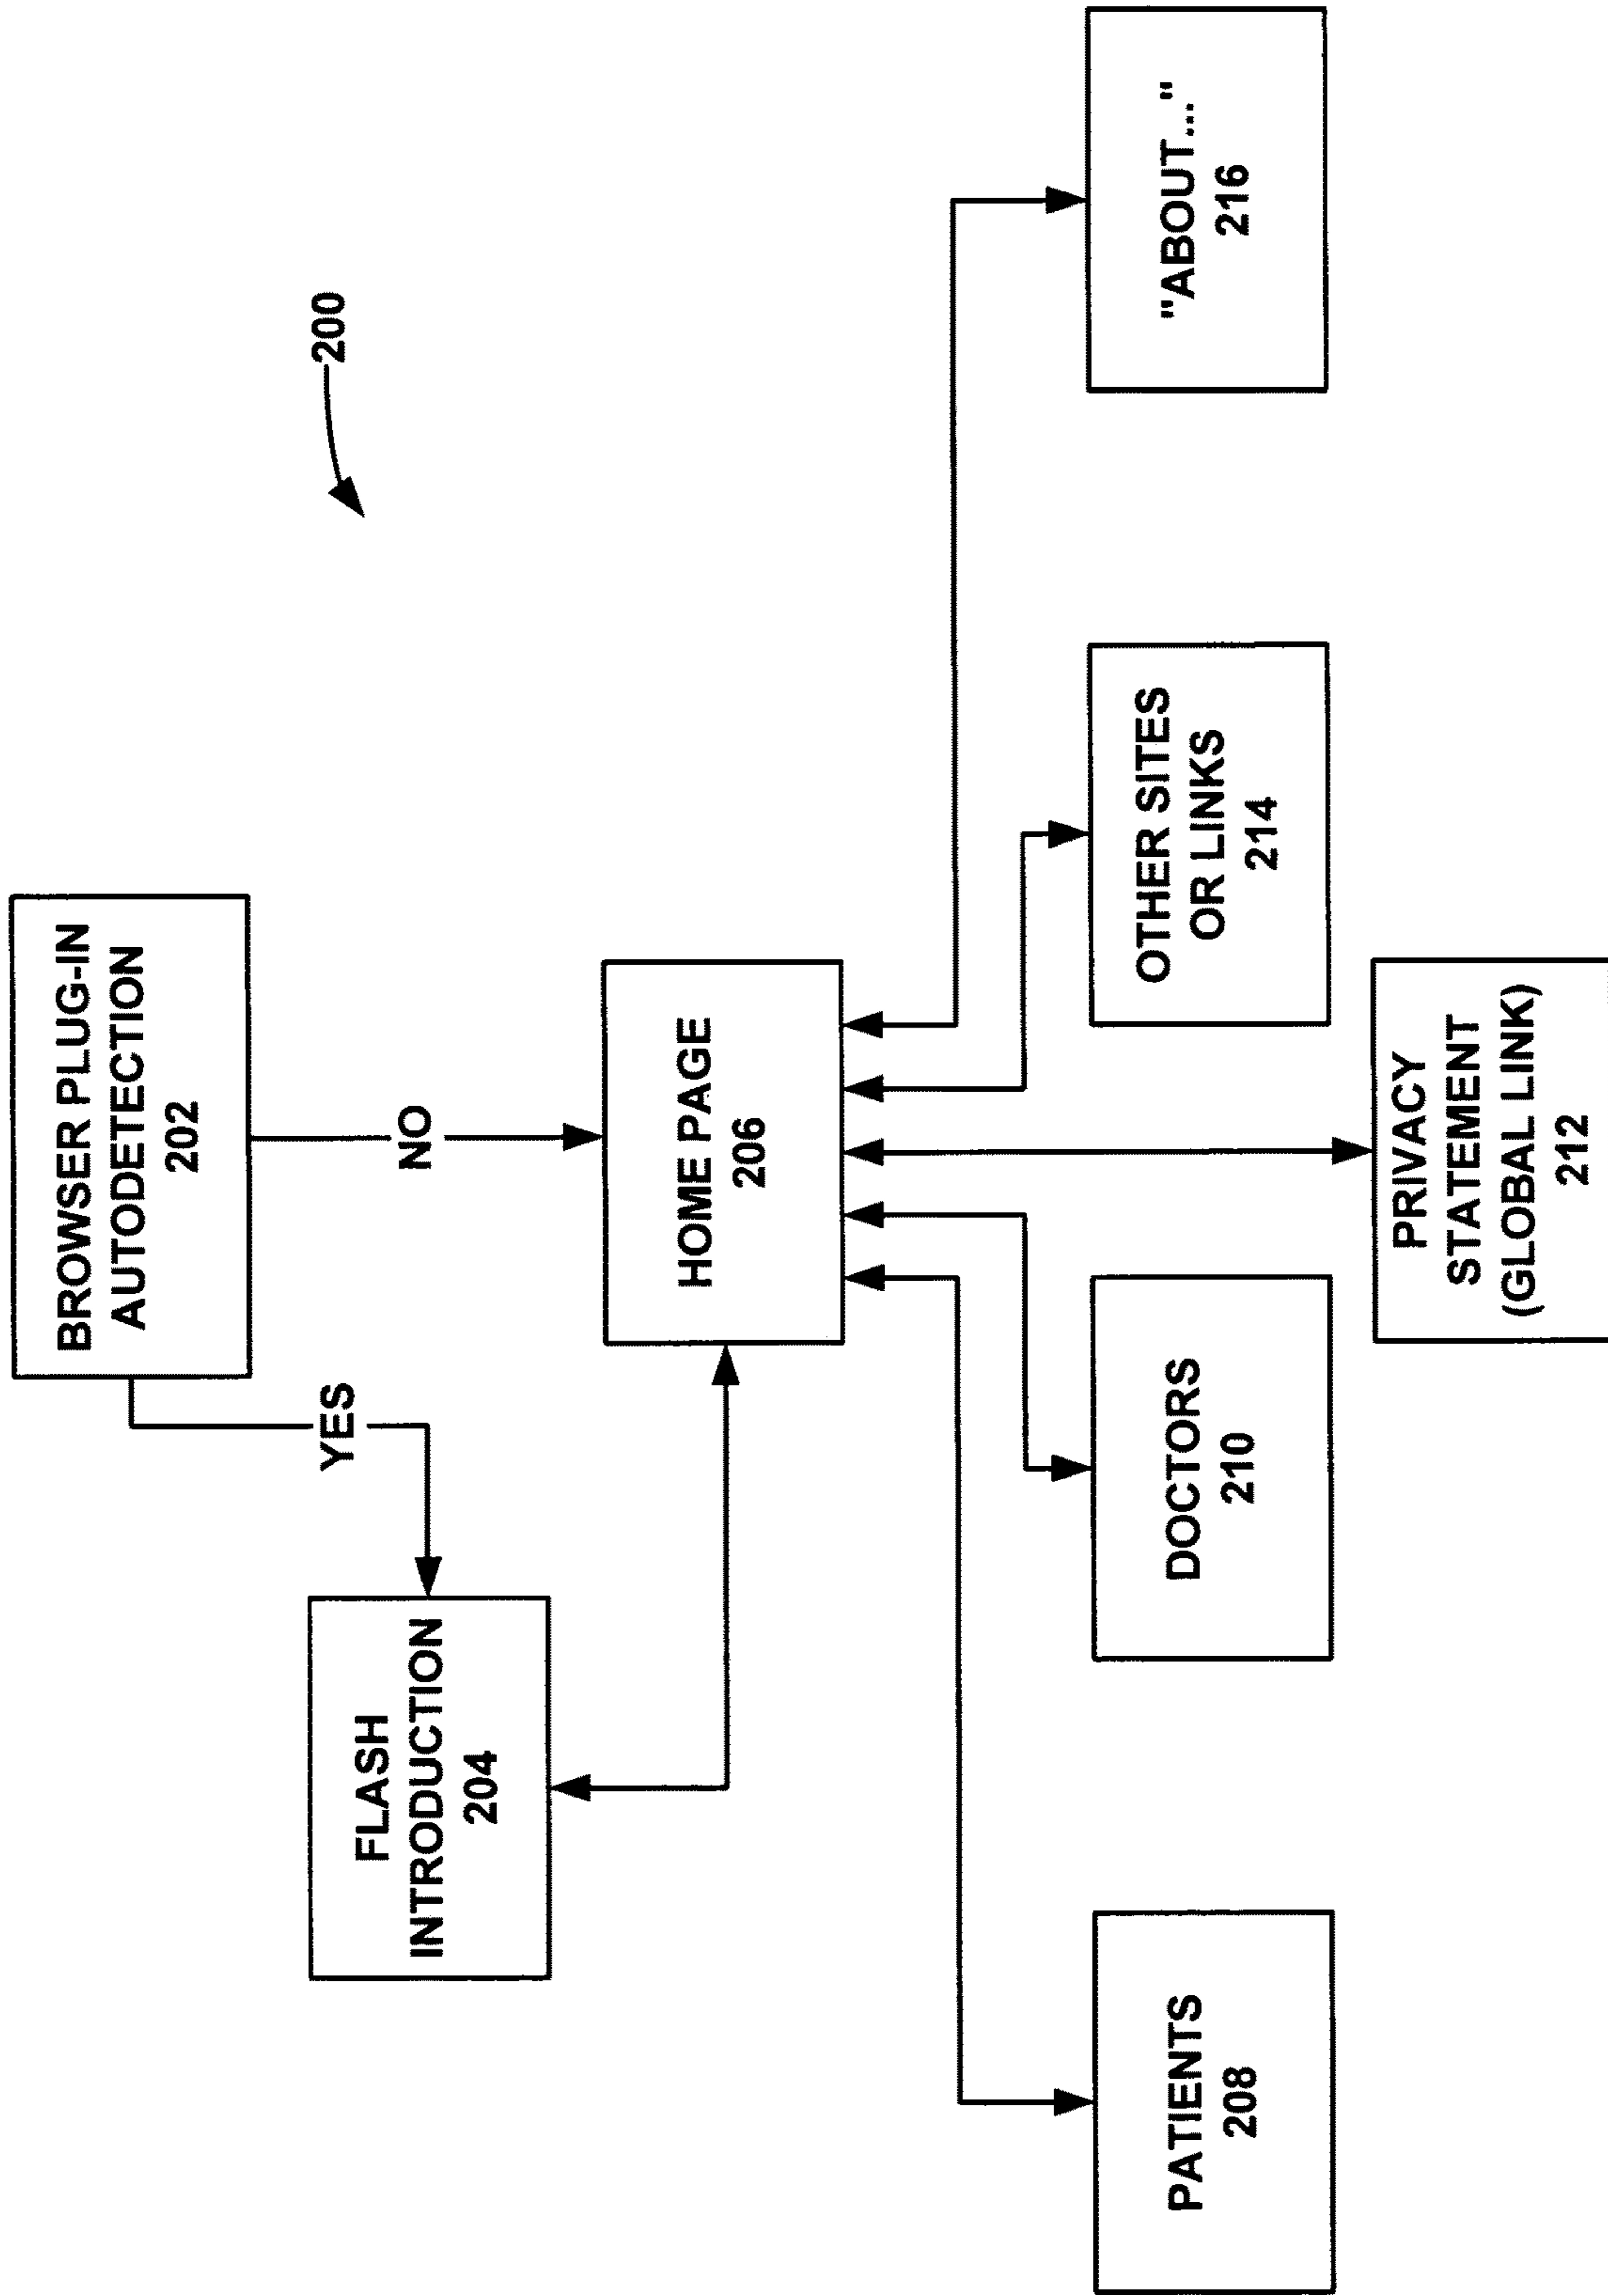 200
BROWSER PLUG-IN
AUTODETECTION
202
YES
NO
FLASH
INTRODUCTION
204
HOME PAGE
206
PATIENTS
208
DOCTORS
210
PRIVACY
STATEMENT
(GLOBAL LINK)
212
OTHER SITES
OR LINKS
214
"ABOUT..."
216